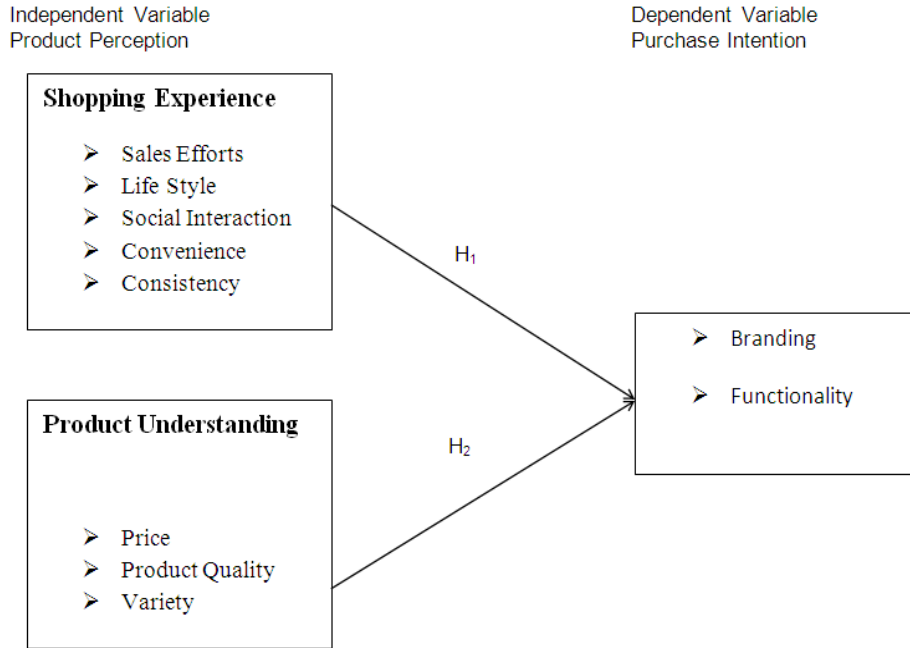 Independent Variable
Product Perception
Dependent Variable
Purchase Intention
Shopping Experience
➢ Sales Efforts
➢ Life Style
➢ Social Interaction
➢ Convenience
➢ Consistency
H₁
➢ Branding
➢ Functionality
Product Understanding
H₂
➢ Price
➢ Product Quality
➢ Variety